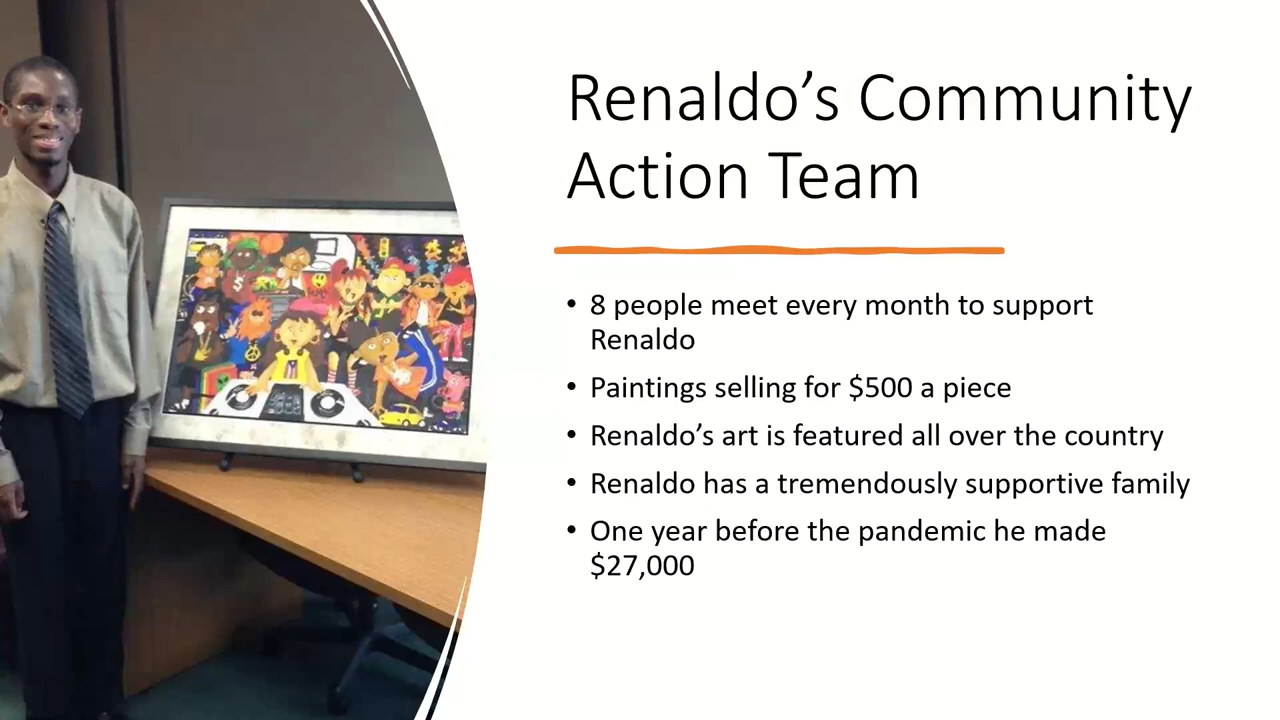 Renaldo’s Community
Action Team
• 8 people meet every month to support
Renaldo
• Paintings selling for $500 a piece
• Renaldo’s art is featured all over the country
• Renaldo has a tremendously supportive family
• One year before the pandemic he made
$27,000